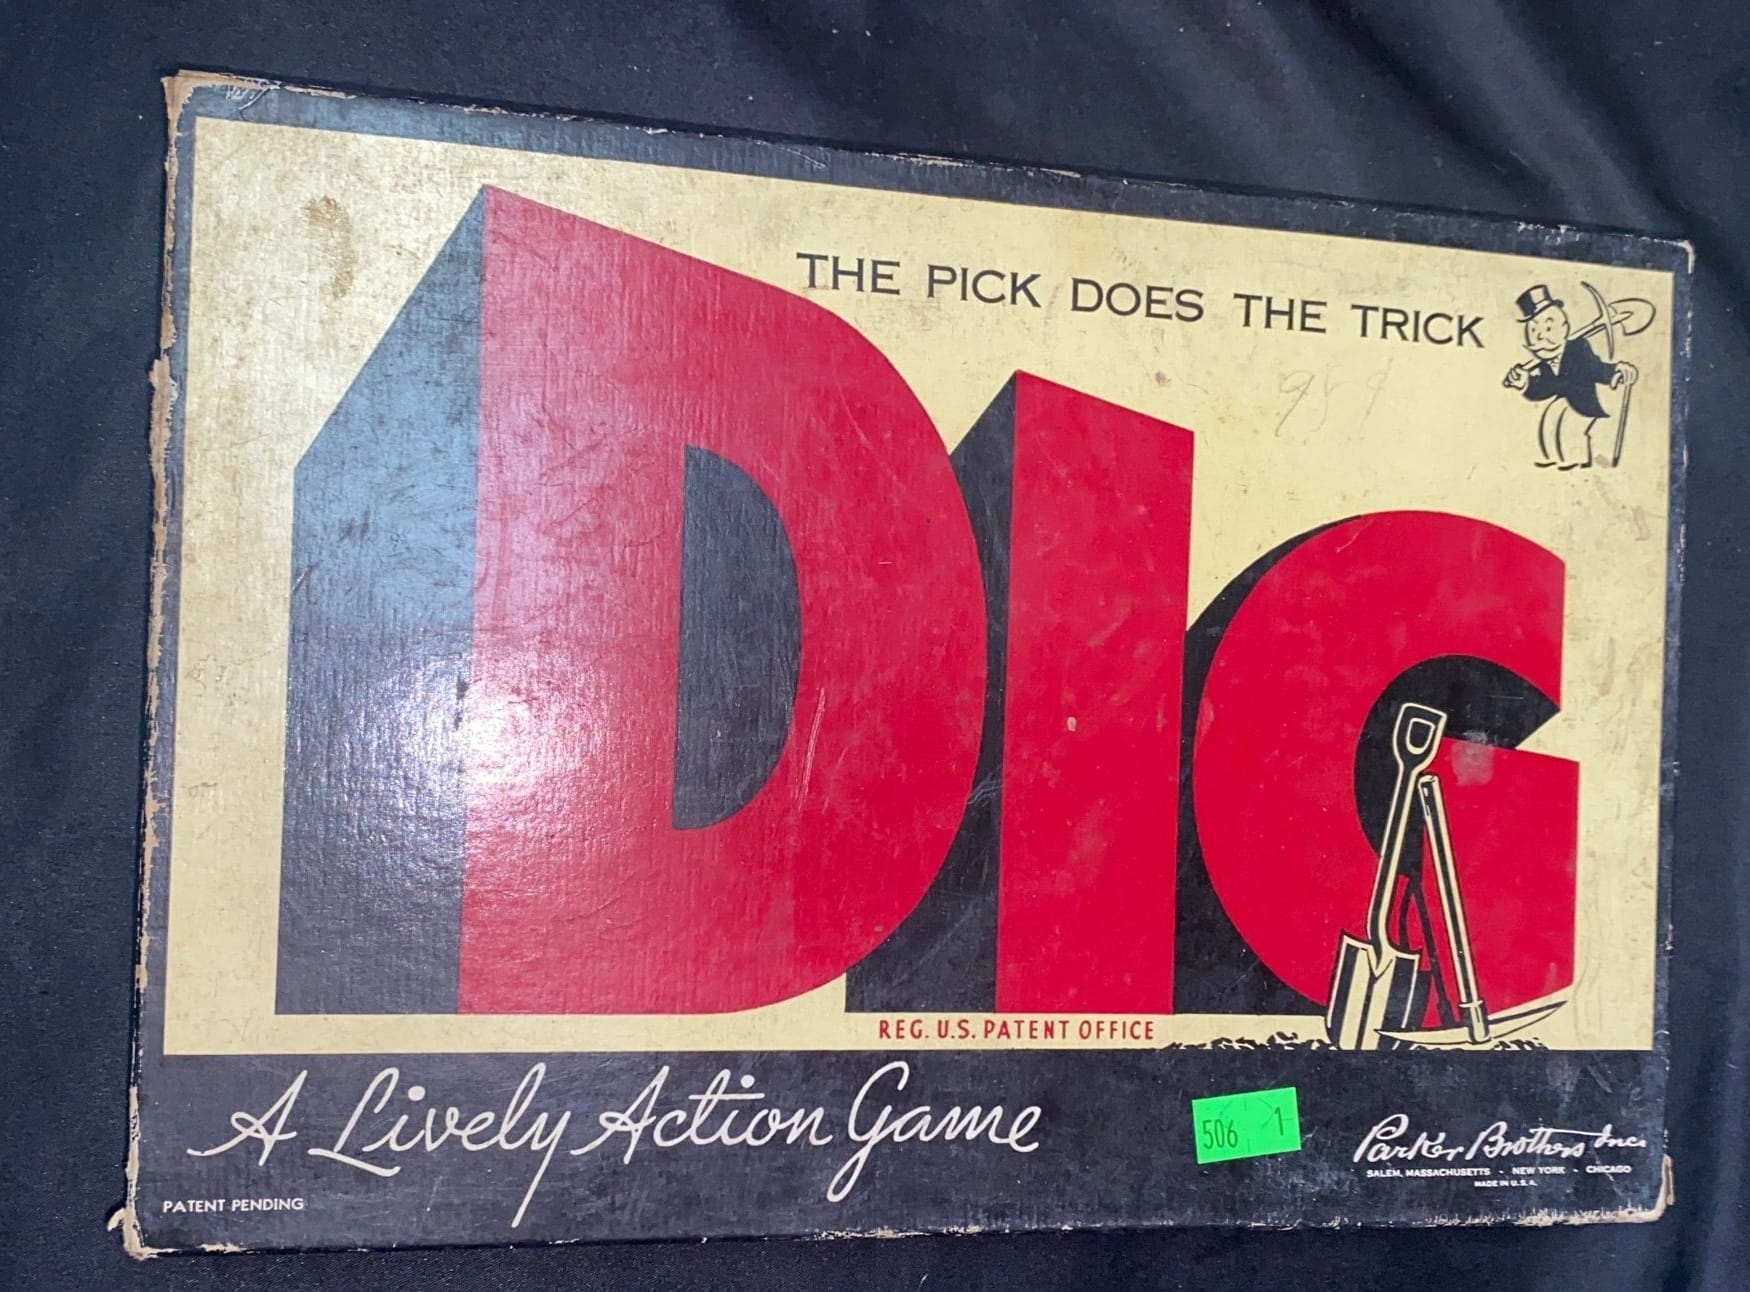 THE PICK DOES THE TRICK
989
DIG
REG. U.S. PATENT OFFICE
A Lively Action Game
506 1
Parker Brothers Inc.
SALEM, MASSACHUSETTS • NEW YORK • CHICAGO
MADE IN U.S.A.
PATENT PENDING